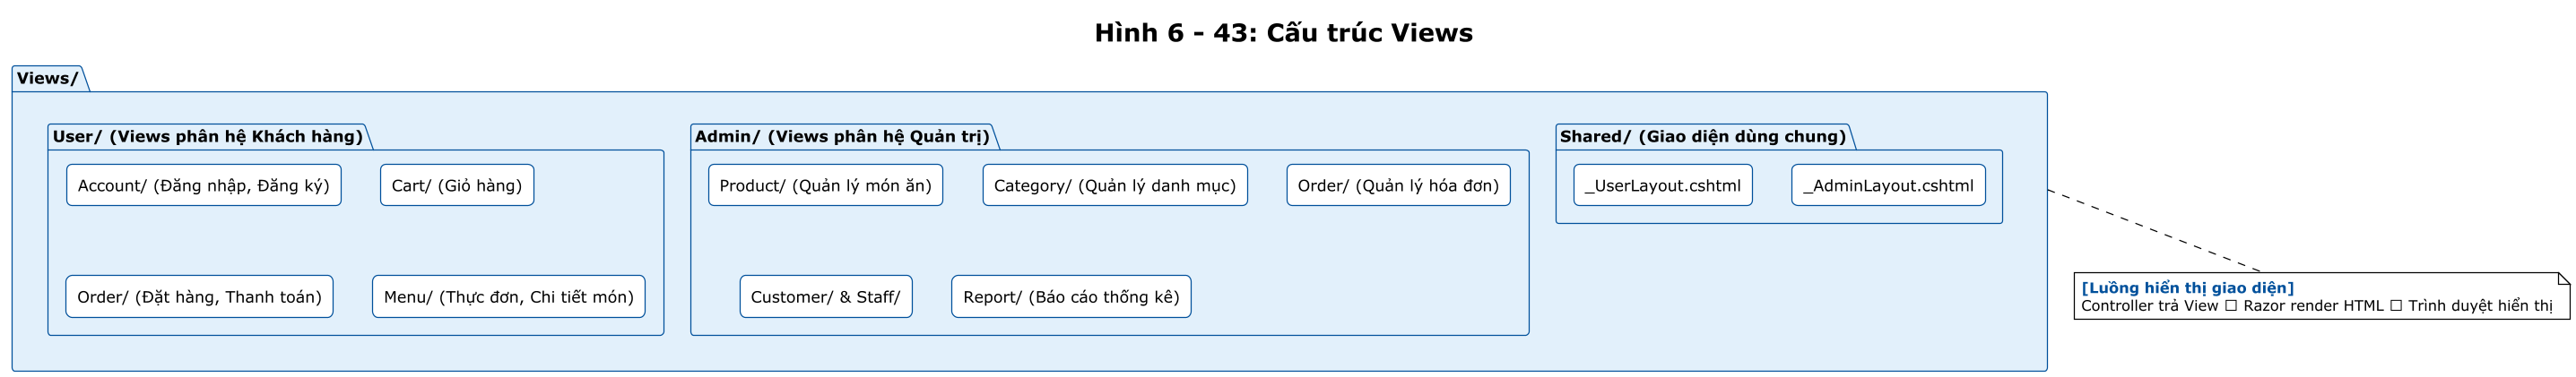 Hình 6 - 43: Cấu trúc Views
Views/
User/ (Views phân hệ Khách hàng)
Account/ (Đăng nhập, Đăng ký)
Cart/ (Giỏ hàng)
Order/ (Đặt hàng, Thanh toán)
Menu/ (Thực đơn, Chi tiết món)
Admin/ (Views phân hệ Quản trị)
Product/ (Quản lý món ăn)
Category/ (Quản lý danh mục)
Order/ (Quản lý hóa đơn)
Customer/ & Staff/
Report/ (Báo cáo thống kê)
Shared/ (Giao diện dùng chung)
_UserLayout.cshtml
_AdminLayout.cshtml
[Luồng hiển thị giao diện]
Controller trả View □ Razor render HTML □ Trình duyệt hiển thị